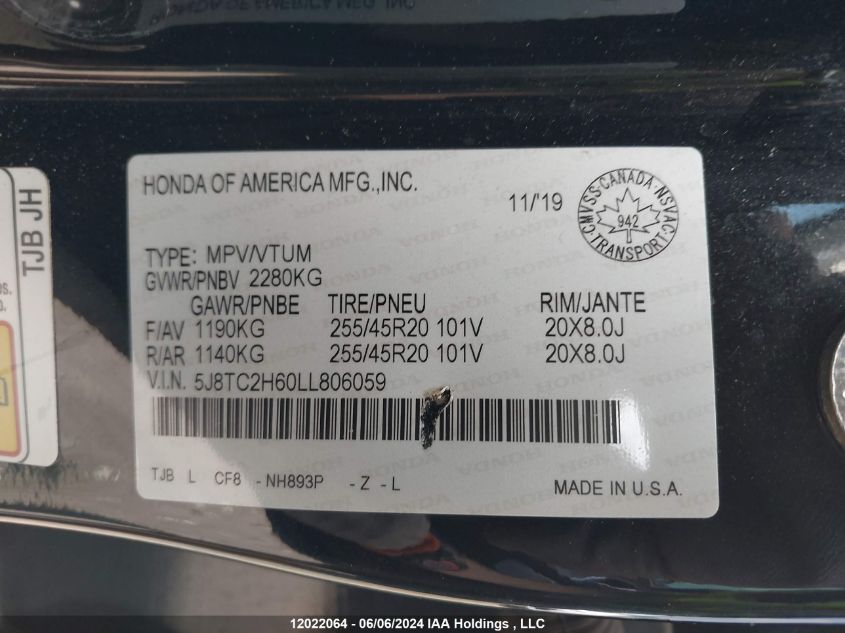 HONDA OF AMERICA MFG.,INC.
11/'19
CMVSS·CANADA·NSVAC
942
TRANSPORT
TYPE: MPV/VTUM
GVWR/PNBV 2280KG
GAWR/PNBE TIRE/PNEU RIM/JANTE
F/AV 1190KG 255/45R20 101V 20X8.0J
R/AR 1140KG 255/45R20 101V 20X8.0J
V.I.N. 5J8TC2H60LL806059
TJB L CF8 -NH893P -Z -L
MADE IN U.S.A.
TJB JH
12022064 - 06/06/2024 IAA Holdings , LLC